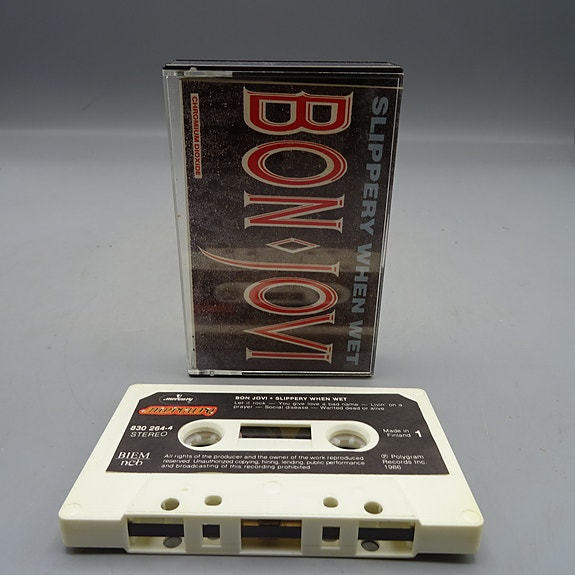 SLIPPERY WHEN WET
BON JOVI
CHROMIUM DIOXIDE
mercury
mercury
830 264-4
STEREO
BIEM
ncb
BON JOVI • SLIPPERY WHEN WET
Let it rock — You give love a bad name — Livin' on a
prayer — Social disease — Wanted dead or alive
Made in
Finland
1
All rights of the producer and of the owner of the work reproduced
reserved. Unauthorized copying, hiring, lending, public performance
and broadcasting of this recording prohibited.
℗ Polygram
Records Inc.
1986